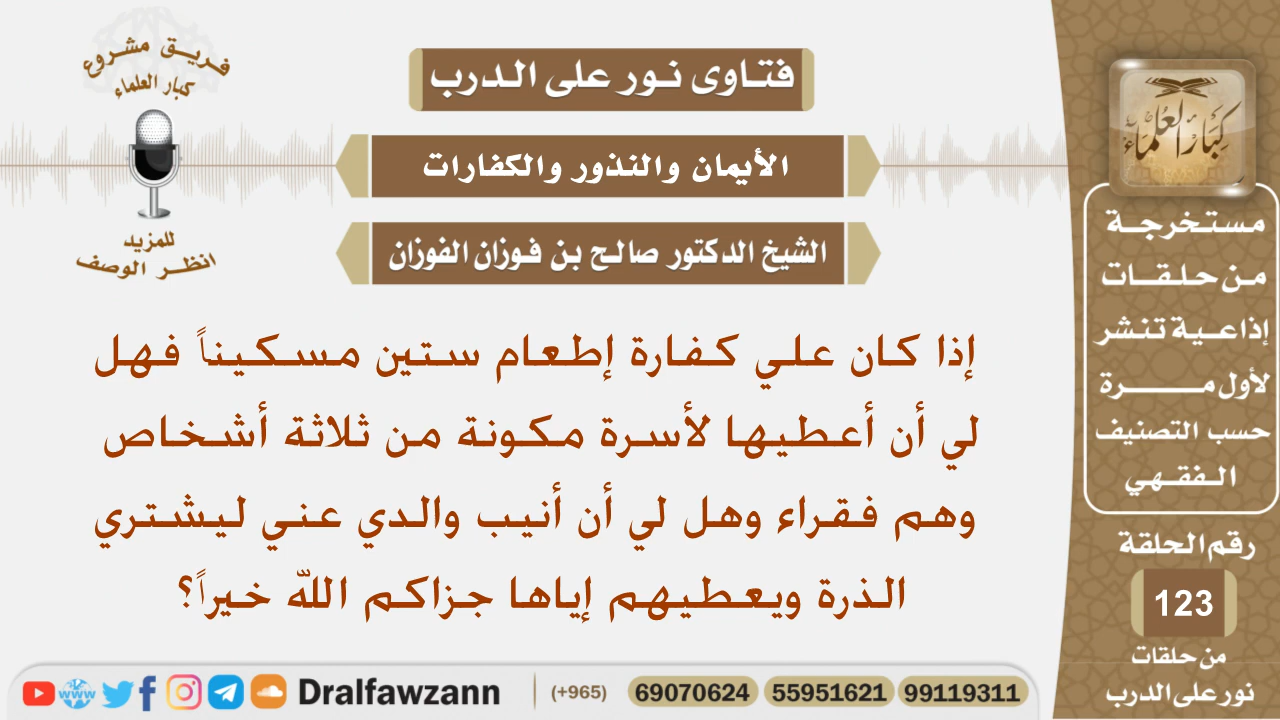 فريق مشروع
كبار العلماء
للمزيد
انظر الوصف
فتاوى نور على الدرب
الأيمان والنذور والكفارات
الشيخ الدكتور صالح بن فوزان الفوزان
إذا كان علي كفارة إطعام ستين مسكيناً فهل
لي أن أعطيها لأسرة مكونة من ثلاثة أشخاص
وهم فقراء وهل لي أن أنيب والدي عني ليشتري
الذرة ويعطيهم إياها جزاكم الله خيراً؟
كبار العلماء
مستخرجة
من حلقات
إذاعية تنشر
لأول مرة
حسب التصنيف
الفقهي
رقم الحلقة
123
من حلقات
نور على الدرب
www
Dralfawzann
(+965)
69070624
55951621
99119311